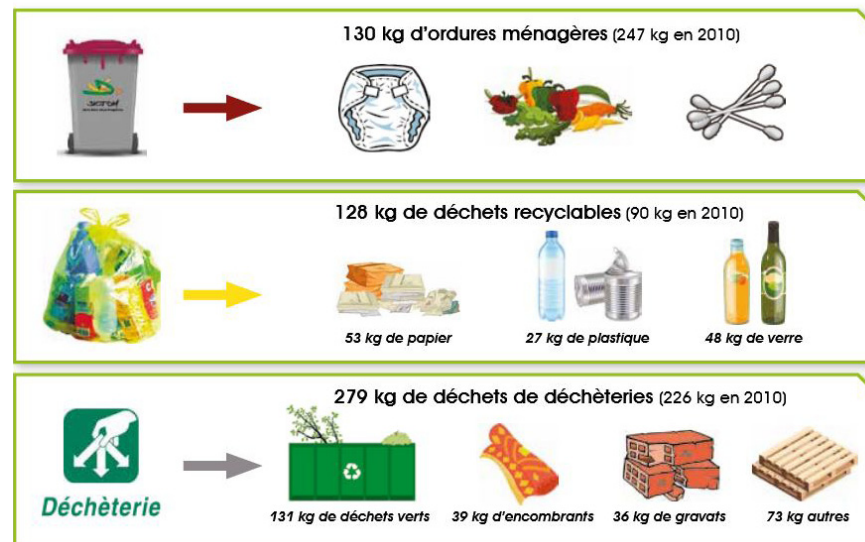 130 kg d'ordures ménagères (247 kg en 2010)
128 kg de déchets recyclables (90 kg en 2010)
53 kg de papier
27 kg de plastique
48 kg de verre
279 kg de déchets de déchèteries (226 kg en 2010)
Déchèterie
131 kg de déchets verts
39 kg d'encombrants
36 kg de gravats
73 kg autres